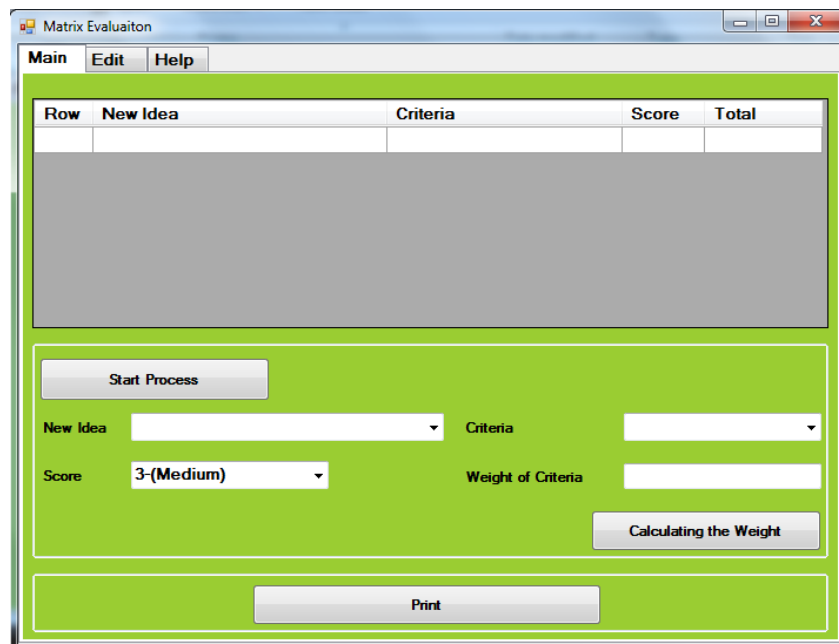 Matrix Evaluaiton
Main Edit Help
Row New Idea Criteria Score Total
Start Process
New Idea Criteria
Score 3-(Medium) Weight of Criteria
Calculating the Weight
Print